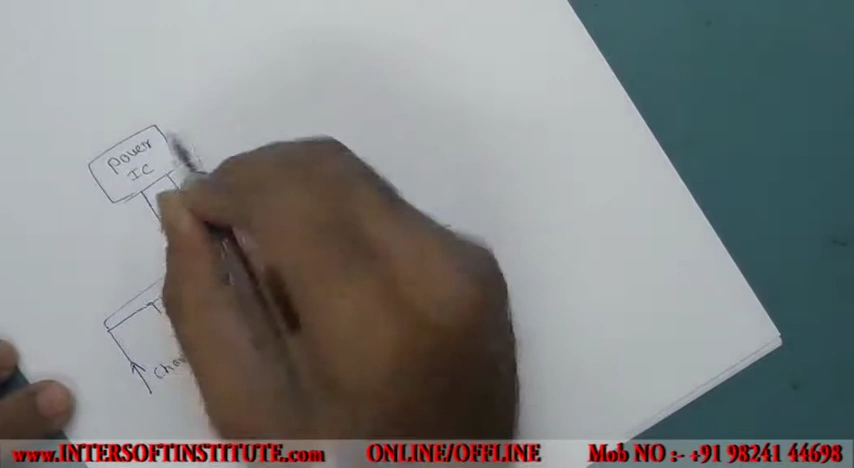 Power
IC
www.INTERSOFTINSTITUTE.com ONLINE/OFFLINE Mob NO :- +91 98241 44698